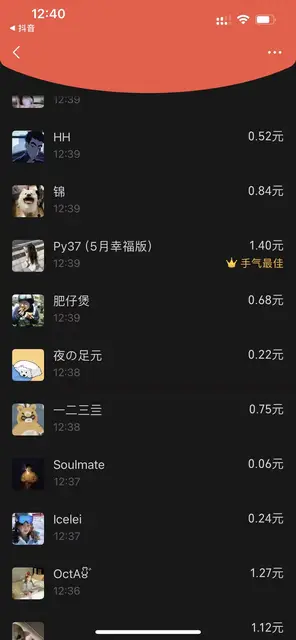 12:40
抖音
12:39
HH
0.52元
12:39
锦
0.84元
12:39
Py37 (5月幸福版)
1.40元
12:39
手气最佳
肥仔煲
0.68元
12:39
夜の足元
0.22元
12:38
一二三亖
0.75元
12:38
Soulmate
0.06元
12:37
Icelei
0.24元
12:37
1.27元
12:36
1.12元